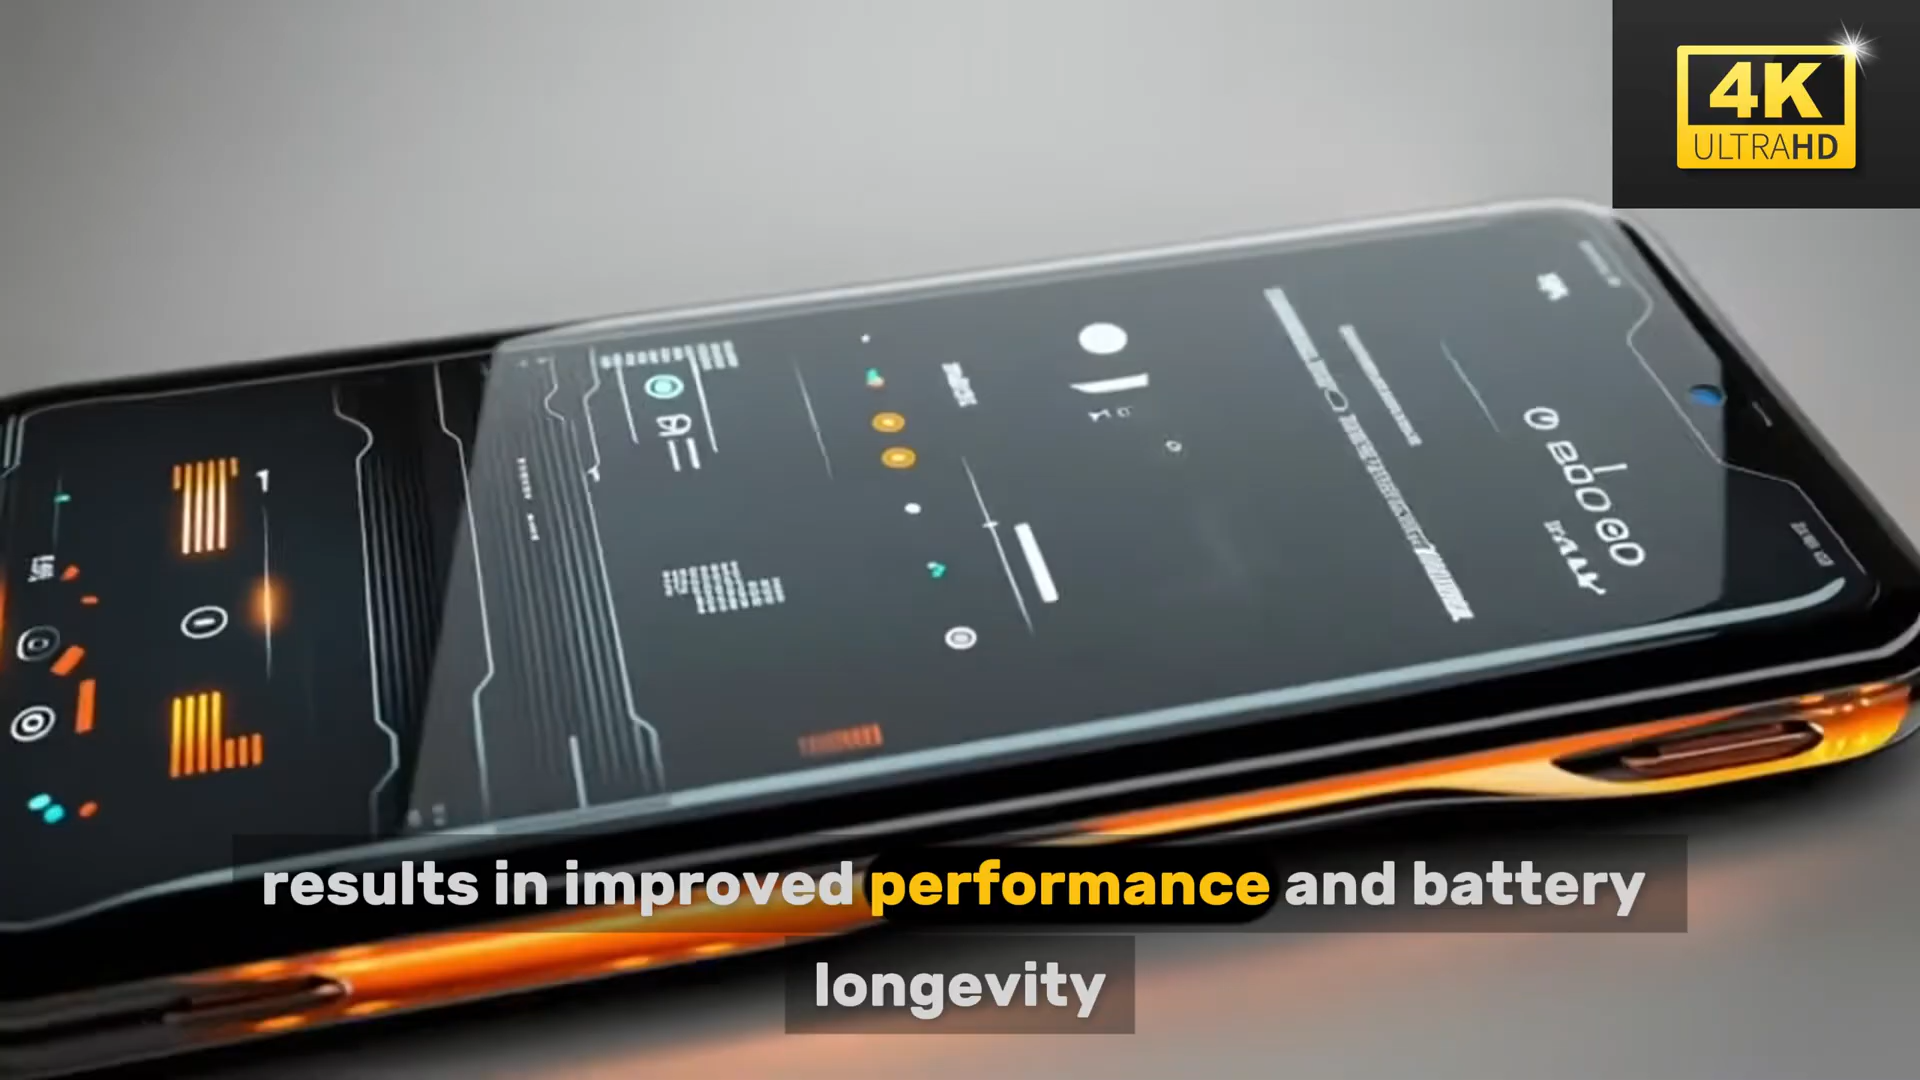 4K
ULTRAHD
results in improved performance and battery
longevity